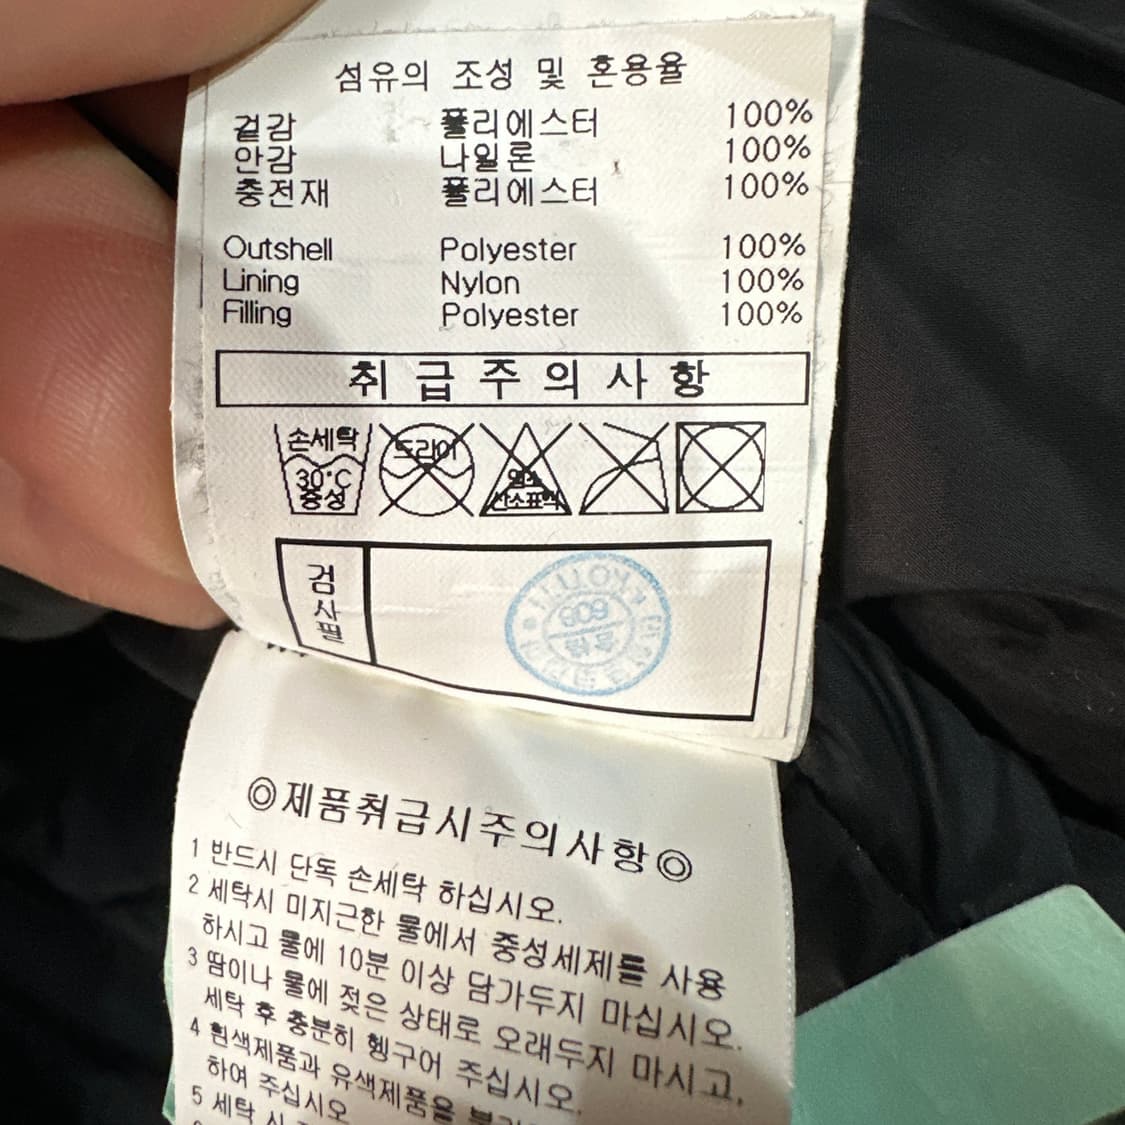 섬유의 조성 및 혼용율
겉감 폴리에스터 100%
안감 나일론 100%
충전재 폴리에스터 100%
Outshell Polyester 100%
Lining Nylon 100%
Filling Polyester 100%
취급주의사항
손세탁 30°C 중성
드라이
염소 산소표백
검사필
KOTITI
609
◎제품취급시주의사항◎
1 반드시 단독 손세탁 하십시오.
2 세탁시 미지근한 물에서 중성세제를 사용
하시고 물에 10분 이상 담가두지 마십시오.
3 땀이나 물에 젖은 상태로 오래두지 마시고,
세탁 후 충분히 헹구어 주십시오.
4 흰색제품과 유색제품을
하여 주십시오
5 세탁 시